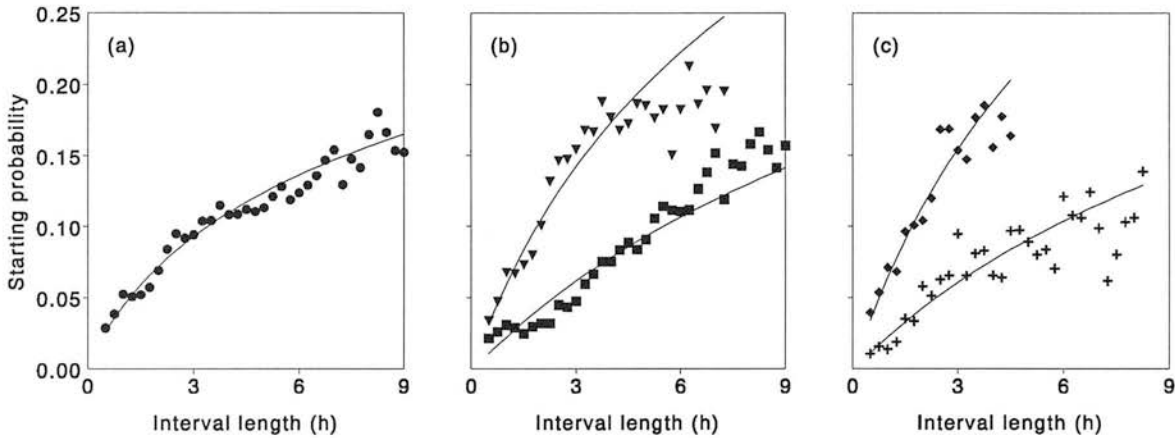 0.25
0.20
0.15
0.10
0.05
0.00
Starting probability
(a)
0 3 6 9
Interval length (h)
(b)
0 3 6 9
Interval length (h)
(c)
0 3 6 9
Interval length (h)